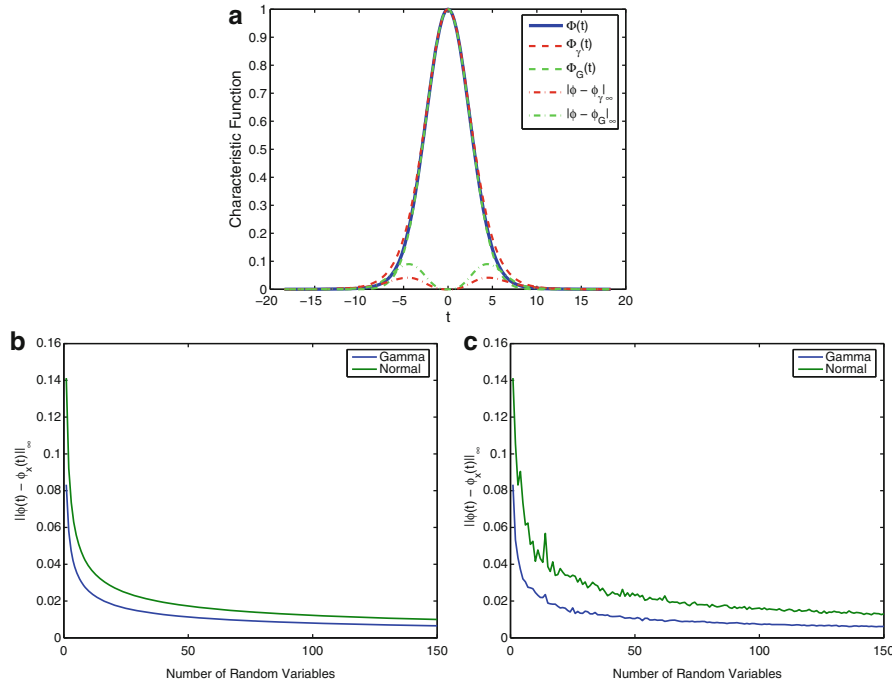 a
Characteristic Function
1
0.9
0.8
0.7
0.6
0.5
0.4
0.3
0.2
0.1
0
−20 −15 −10 −5 0 5 10 15 20
t
Φ(t)
Φγ(t)
ΦG(t)
|ϕ − ϕγ|∞
|ϕ − ϕG|∞
b
||ϕ(t) − ϕx(t)||∞
0.16
0.14
0.12
0.1
0.08
0.06
0.04
0.02
0
0 50 100 150
Number of Random Variables
Gamma
Normal
c
||ϕ(t) − ϕx(t)||∞
0.16
0.14
0.12
0.1
0.08
0.06
0.04
0.02
0
0 50 100 150
Number of Random Variables
Gamma
Normal